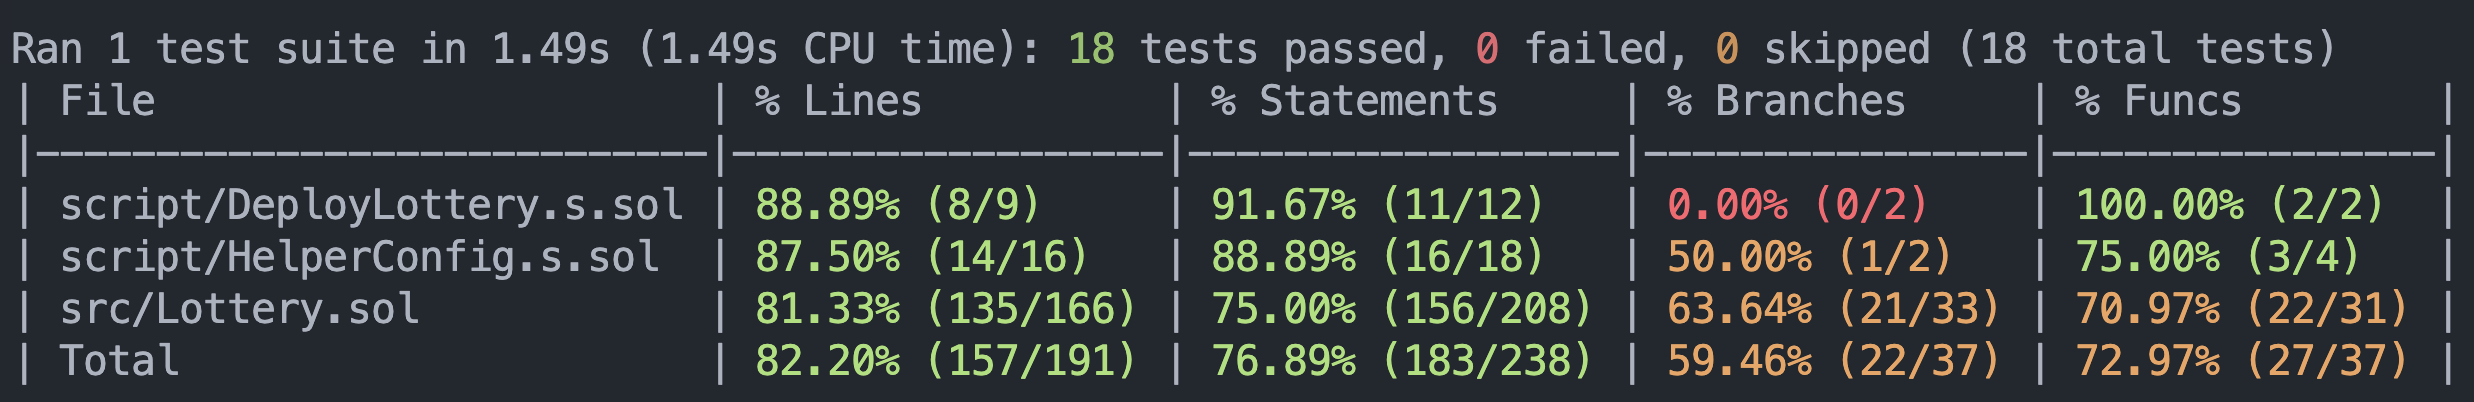 Ran 1 test suite in 1.49s (1.49s CPU time): 18 tests passed, 0 failed, 0 skipped (18 total tests)
| File                       | % Lines          | % Statements     | % Branches     | % Funcs        |
|----------------------------|------------------|------------------|----------------|----------------|
| script/DeployLottery.s.sol | 88.89% (8/9)     | 91.67% (11/12)   | 0.00% (0/2)    | 100.00% (2/2)  |
| script/HelperConfig.s.sol  | 87.50% (14/16)   | 88.89% (16/18)   | 50.00% (1/2)   | 75.00% (3/4)   |
| src/Lottery.sol            | 81.33% (135/166) | 75.00% (156/208) | 63.64% (21/33) | 70.97% (22/31) |
| Total                      | 82.20% (157/191) | 76.89% (183/238) | 59.46% (22/37) | 72.97% (27/37) |